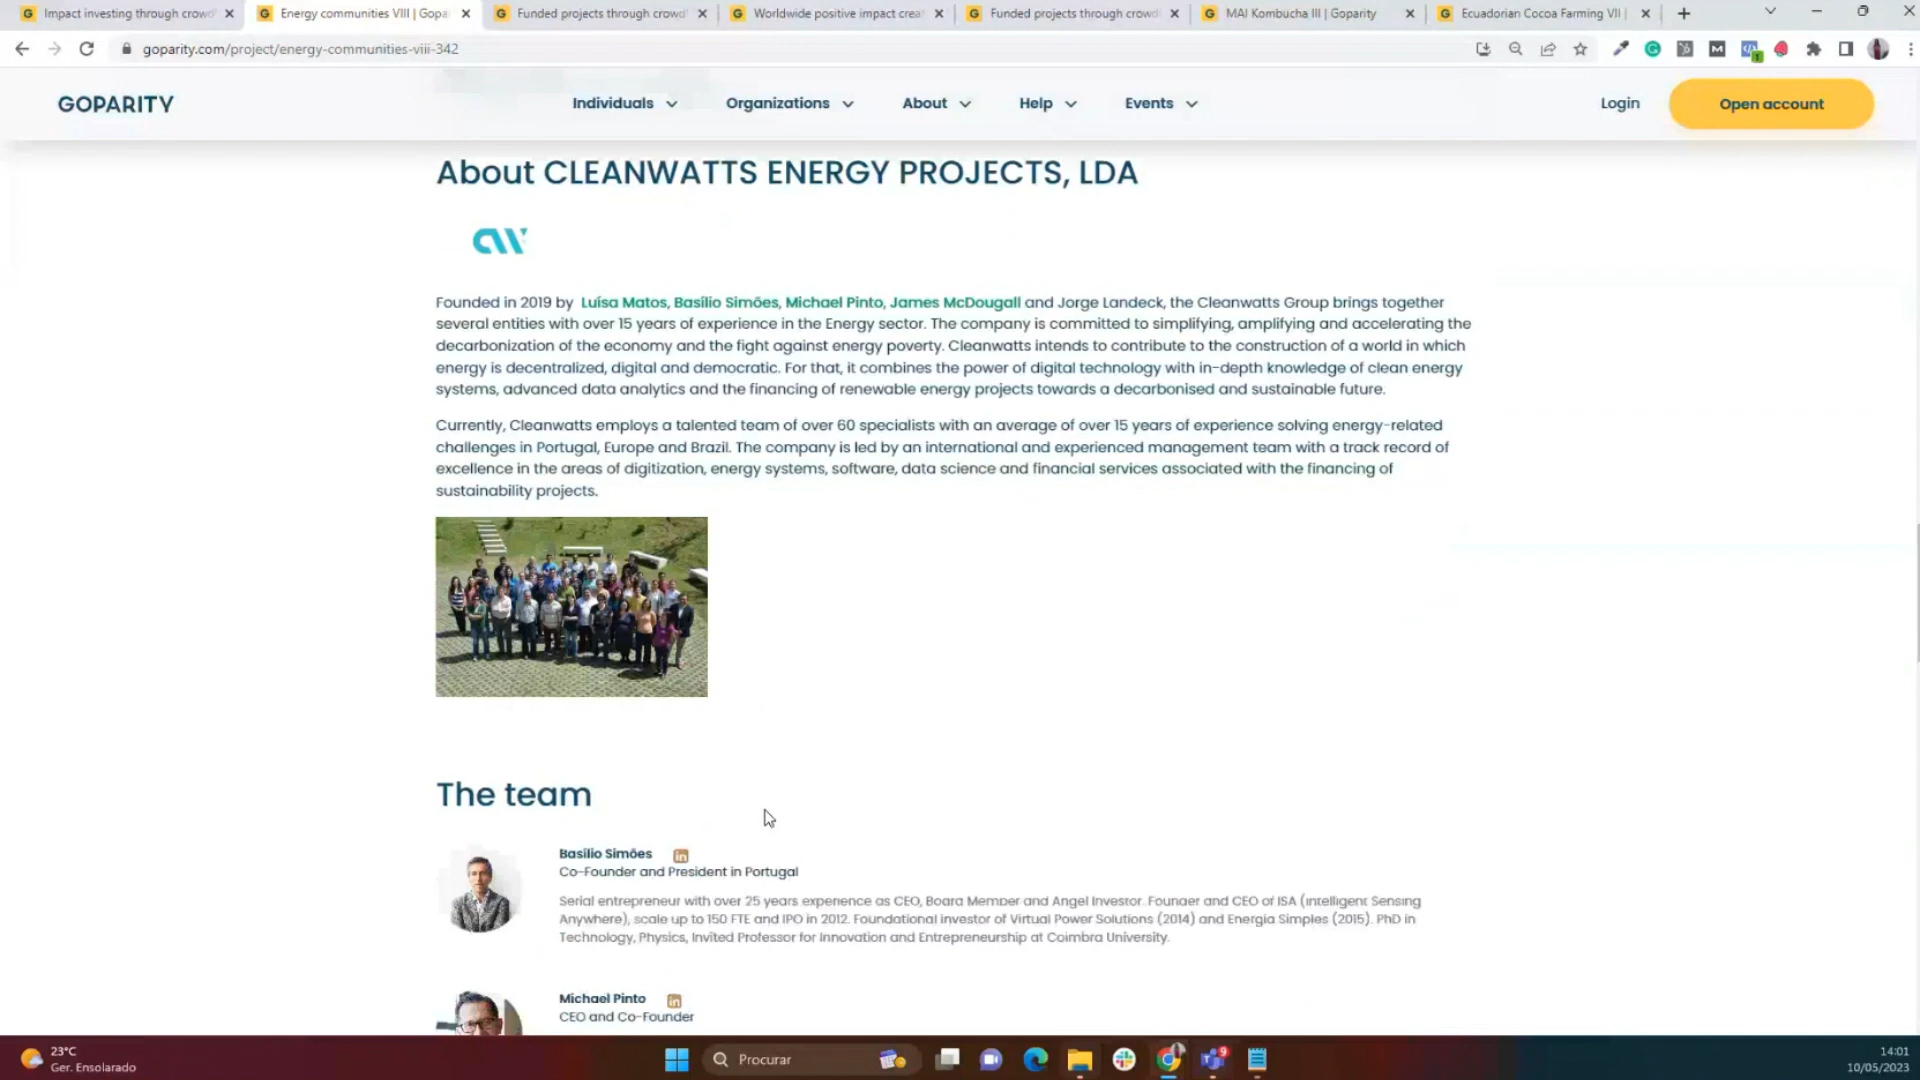 Impact investing through crowd
Energy communities VIII | Gopa
Funded projects through crowd
Worldwide positive impact crea
Funded projects through crowd
MAI Kombucha III | Goparity
Ecuadorian Cocoa Farming VII |
goparity.com/project/energy-communities-viii-342
GOPARITY
Individuals
Organizations
About
Help
Events
Login
Open account
About CLEANWATTS ENERGY PROJECTS, LDA
Founded in 2019 by Luísa Matos, Basílio Simões, Michael Pinto, James McDougall and Jorge Landeck, the Cleanwatts Group brings together
several entities with over 15 years of experience in the Energy sector. The company is committed to simplifying, amplifying and accelerating the
decarbonization of the economy and the fight against energy poverty. Cleanwatts intends to contribute to the construction of a world in which
energy is decentralized, digital and democratic. For that, it combines the power of digital technology with in-depth knowledge of clean energy
systems, advanced data analytics and the financing of renewable energy projects towards a decarbonised and sustainable future.
Currently, Cleanwatts employs a talented team of over 60 specialists with an average of over 15 years of experience solving energy-related
challenges in Portugal, Europe and Brazil. The company is led by an international and experienced management team with a track record of
excellence in the areas of digitization, energy systems, software, data science and financial services associated with the financing of
sustainability projects.
The team
Basílio Simões in
Co-Founder and President in Portugal
Serial entrepreneur with over 25 years experience as CEO, Board Member and Angel Investor. Founder and CEO of ISA (Intelligent Sensing
Anywhere), scale up to 150 FTE and IPO in 2012. Foundational investor of Virtual Power Solutions (2014) and Energia Simples (2015). PhD in
Technology, Physics, Invited Professor for Innovation and Entrepreneurship at Coimbra University.
Michael Pinto in
CEO and Co-Founder
23°C
Ger. Ensolarado
Procurar
9
14:01
10/05/2023